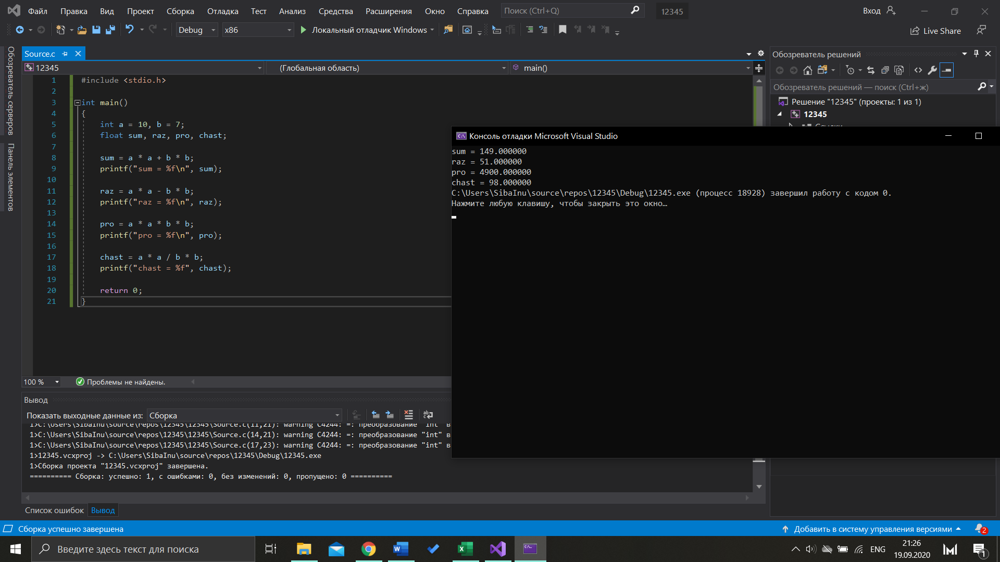 Файл Правка Вид Проект Сборка Отладка Тест Анализ Средства Расширения Окно Справка Поиск (Ctrl+Q) 12345 Вход
Debug x86 Локальный отладчик Windows Live Share
Обозреватель серверов
Панель элементов
Source.c
12345 (Глобальная область) main()
1 #include <stdio.h>
2
3 int main()
4 {
5 int a = 10, b = 7;
6 float sum, raz, pro, chast;
7
8 sum = a * a + b * b;
9 printf("sum = %f\n", sum);
10
11 raz = a * a - b * b;
12 printf("raz = %f\n", raz);
13
14 pro = a * a * b * b;
15 printf("pro = %f\n", pro);
16
17 chast = a * a / b * b;
18 printf("chast = %f", chast);
19
20 return 0;
21 }
100 % Проблемы не найдены.
Обозреватель решений
Обозреватель решений — поиск (Ctrl+ж)
Решение "12345" (проекты: 1 из 1)
12345
Консоль отладки Microsoft Visual Studio
sum = 149.000000
raz = 51.000000
pro = 4900.000000
chast = 98.000000
C:\Users\SibaInu\source\repos\12345\Debug\12345.exe (процесс 18928) завершил работу с кодом 0.
Нажмите любую клавишу, чтобы закрыть это окно…
Вывод
Показать выходные данные из: Сборка
1>C:\Users\SibaInu\source\repos\12345\12345\Source.c(11,21): warning C4244: =: преобразование "int" в
1>C:\Users\SibaInu\source\repos\12345\12345\Source.c(14,21): warning C4244: =: преобразование "int" в
1>C:\Users\SibaInu\source\repos\12345\12345\Source.c(17,23): warning C4244: =: преобразование "int" в
1>12345.vcxproj -> C:\Users\SibaInu\source\repos\12345\Debug\12345.exe
1>Сборка проекта "12345.vcxproj" завершена.
========== Сборка: успешно: 1, с ошибками: 0, без изменений: 0, пропущено: 0 ==========
Список ошибок Вывод
Сборка успешно завершена Добавить в систему управления версиями 2
Введите здесь текст для поиска ENG 21:26
19.09.2020 1